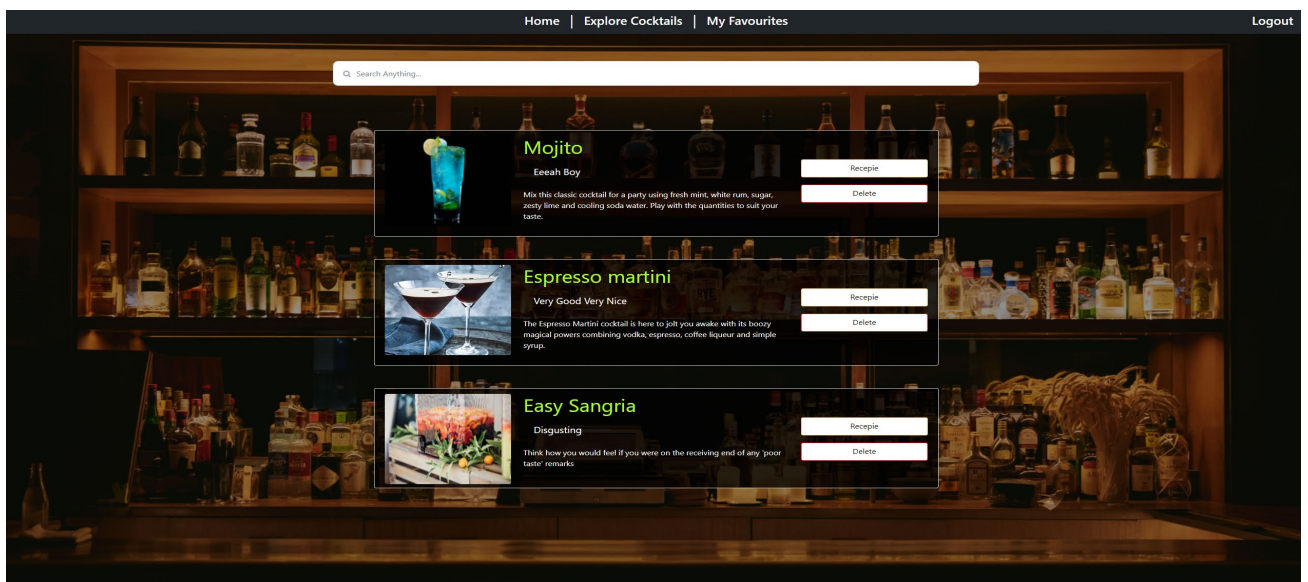 Home | Explore Cocktails | My Favourites Logout
Search Anything...
Mojito
Eeeah Boy
Recepie
Mix this classic cocktail for a party using fresh mint, white rum, sugar,
zesty lime and cooling soda water. Play with the quantities to suit your
taste.
Delete
Espresso martini
Very Good Very Nice
Recepie
The Espresso Martini cocktail is here to jolt you awake with its boozy
magical powers combining vodka, espresso, coffee liqueur and simple
syrup.
Delete
Easy Sangria
Disgusting
Recepie
Think how you would feel if you were on the receiving end of any 'poor
taste' remarks
Delete